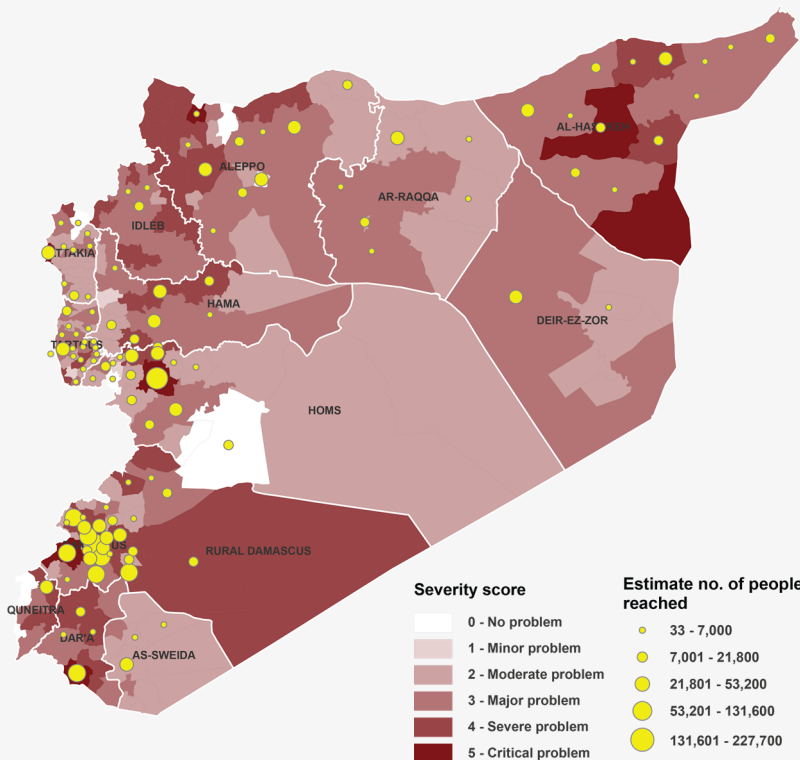 AL-HAS
ALEPPO
AR-RAQQA
IDLEB
TTAKIA
HAMA
DEIR-EZ-ZOR
TARTOUS
HOMS
US
RURAL DAMASCUS
QUNEITRA
DAR'A
AS-SWEIDA
Severity score
0 - No problem
1 - Minor problem
2 - Moderate problem
3 - Major problem
4 - Severe problem
5 - Critical problem
Estimate no. of people
reached
33 - 7,000
7,001 - 21,800
21,801 - 53,200
53,201 - 131,600
131,601 - 227,700